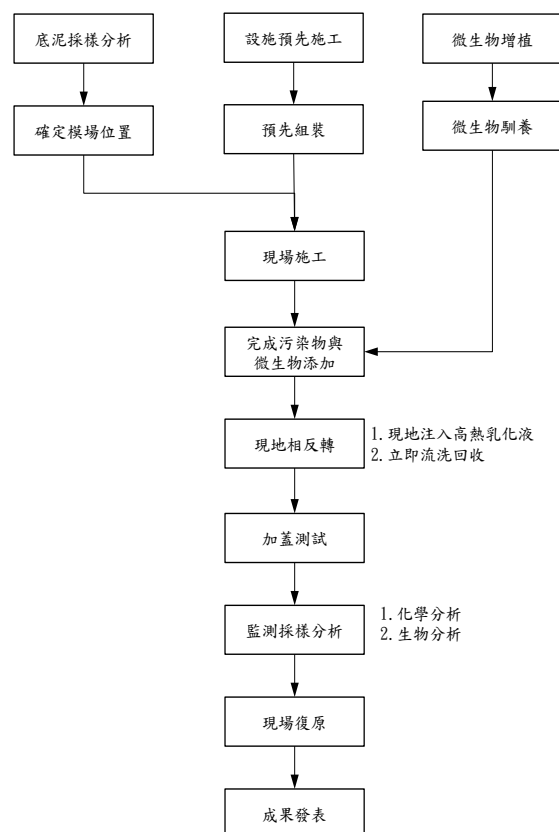 底泥採樣分析
設施預先施工
微生物增植
確定模場位置
預先組裝
微生物馴養
現場施工
完成污染物與
微生物添加
現地相反轉
1.現地注入高熱乳化液
2.立即流洗回收
加蓋測試
監測採樣分析
1.化學分析
2.生物分析
現場復原
成果發表